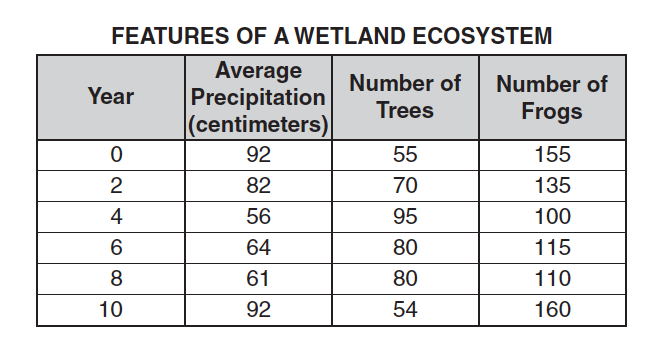 FEATURES OF A WETLAND ECOSYSTEM
Year Average Precipitation (centimeters) Number of Trees Number of Frogs
0 92 55 155
2 82 70 135
4 56 95 100
6 64 80 115
8 61 80 110
10 92 54 160